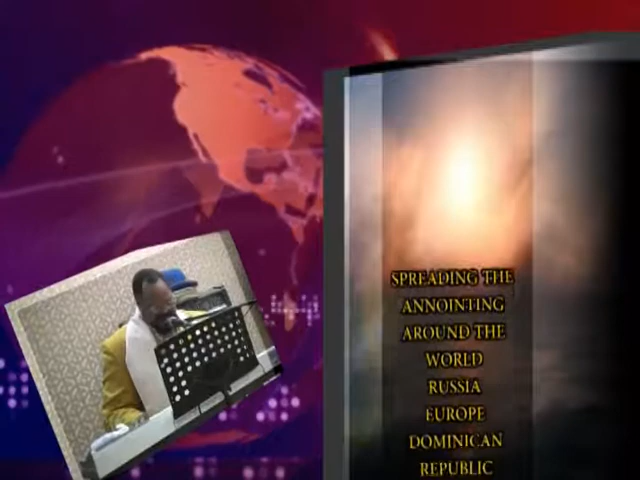 SPREADING THE
ANNOINTING
AROUND THE
WORLD
RUSSIA
EUROPE
DOMINICAN
REPUBLIC